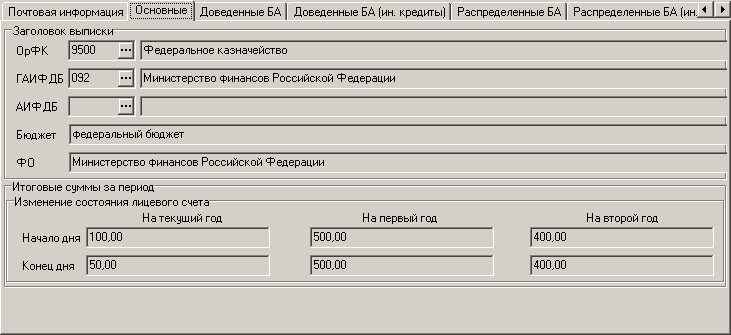 Почтовая информация Основные Доведенные БА Доведенные БА (ин. кредиты) Распределенные БА Распределенные БА (ин.
Заголовок выписки
ОрФК 9500 ... Федеральное казначейство
ГАИФДБ 092 ... Министерство финансов Российской Федерации
АИФДБ ...
Бюджет Федеральный бюджет
ФО Министерство финансов Российской Федерации
Итоговые суммы за период
Изменение состояния лицевого счета
На текущий год На первый год На второй год
Начало дня 100,00 500,00 400,00
Конец дня 50,00 500,00 400,00